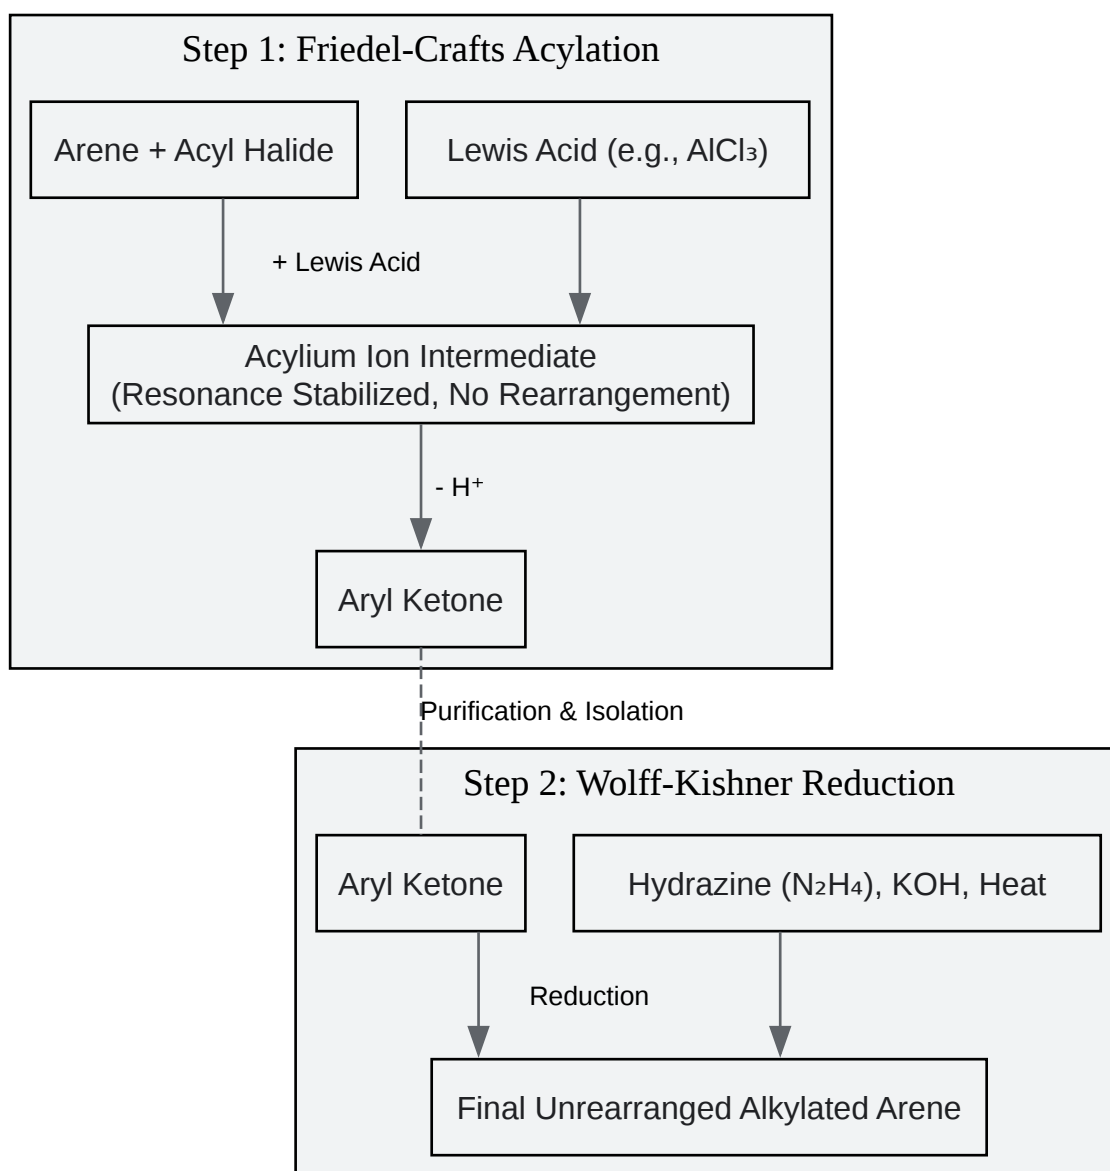 Step 1: Friedel-Crafts Acylation
Arene + Acyl Halide
Lewis Acid (e.g., AlCl₃)
+ Lewis Acid
Acylium Ion Intermediate
(Resonance Stabilized, No Rearrangement)
- H⁺
Aryl Ketone
Purification & Isolation
Step 2: Wolff-Kishner Reduction
Aryl Ketone
Hydrazine (N₂H₄), KOH, Heat
Reduction
Final Unrearranged Alkylated Arene